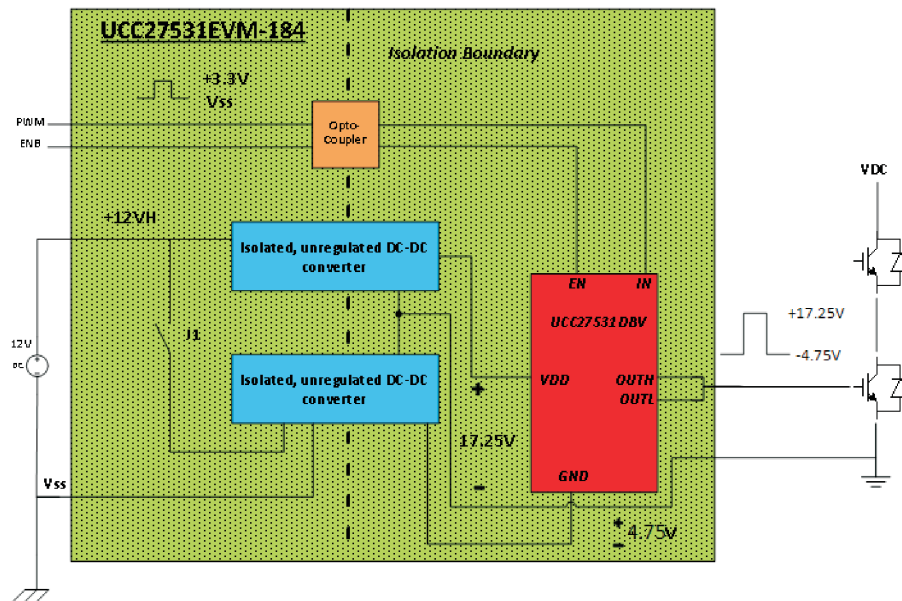 UCC27531EVM-184
Isolation Boundary
+3.3V
Vss
PWM
ENB
Opto-
Coupler
VDC
+12VH
Isolated, unregulated DC-DC
converter
EN IN
UCC27531DBV
+17.25V
-4.75V
J1
12V
DC
Isolated, unregulated DC-DC
converter
VDD
OUTH
OUTL
+
17.25V
-
Vss
GND
+
4.75V
-